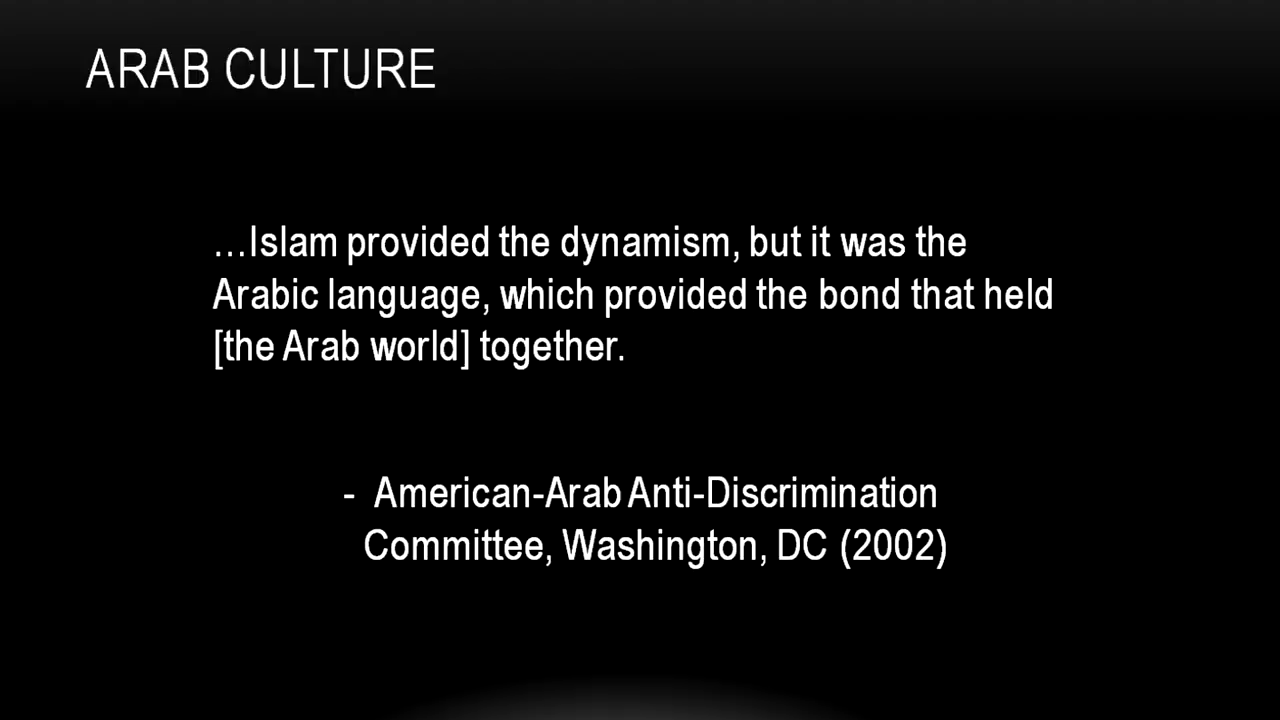 ARAB CULTURE
…Islam provided the dynamism, but it was the
Arabic language, which provided the bond that held
[the Arab world] together.
- American-Arab Anti-Discrimination
Committee, Washington, DC (2002)